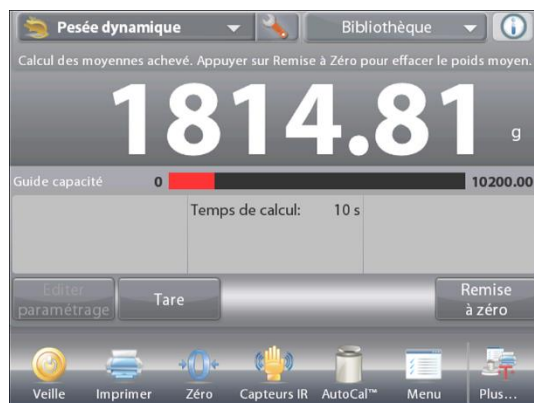 Pesée dynamique
Bibliothèque
Calcul des moyennes achevé. Appuyer sur Remise à Zéro pour effacer le poids moyen.
1814.81 g
Guide capacité 0 10200.00
Temps de calcul: 10 s
Editer paramétrage
Tare
Remise à zéro
Veille
Imprimer
Zéro
Capteurs IR
AutoCal™
Menu
Plus...